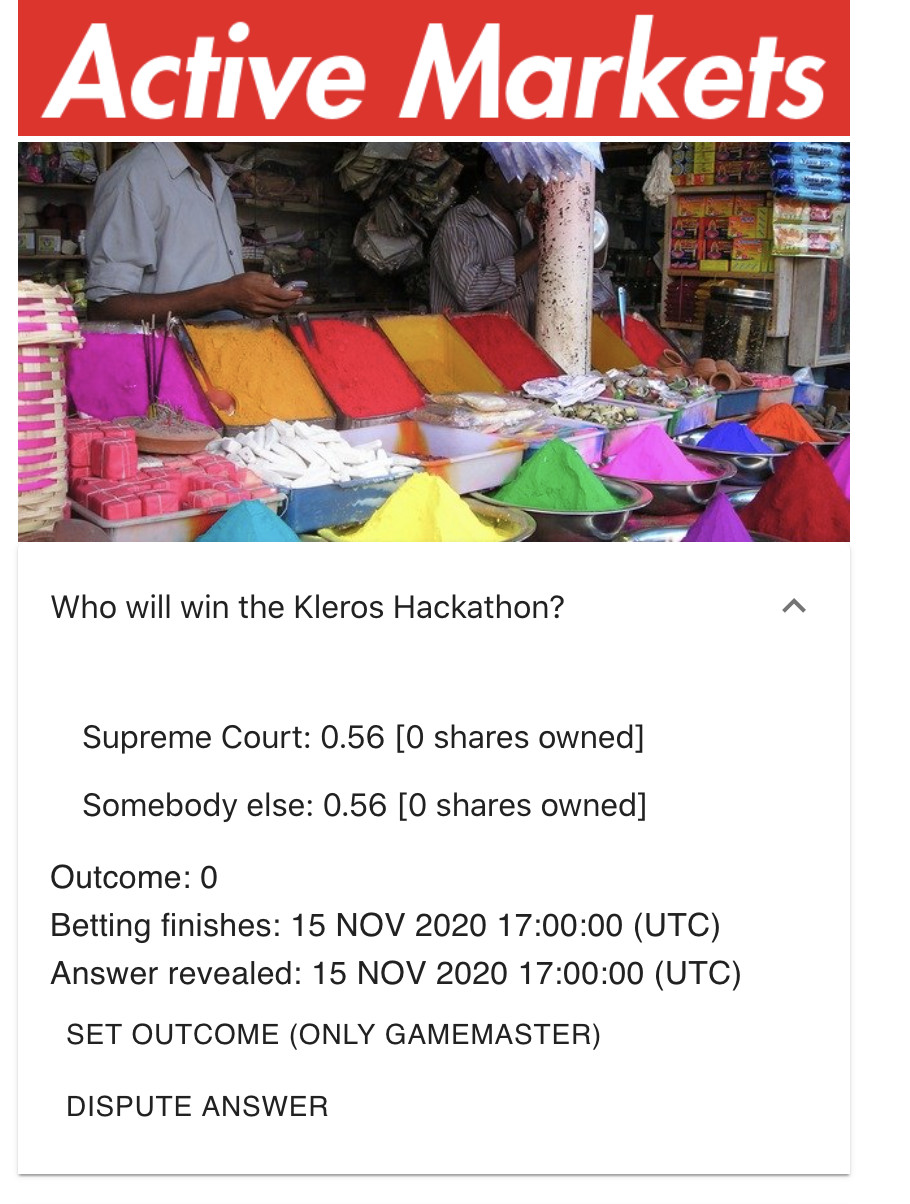 Active Markets
Who will win the Kleros Hackathon?
Supreme Court: 0.56 [0 shares owned]
Somebody else: 0.56 [0 shares owned]
Outcome: 0
Betting finishes: 15 NOV 2020 17:00:00 (UTC)
Answer revealed: 15 NOV 2020 17:00:00 (UTC)
SET OUTCOME (ONLY GAMEMASTER)
DISPUTE ANSWER